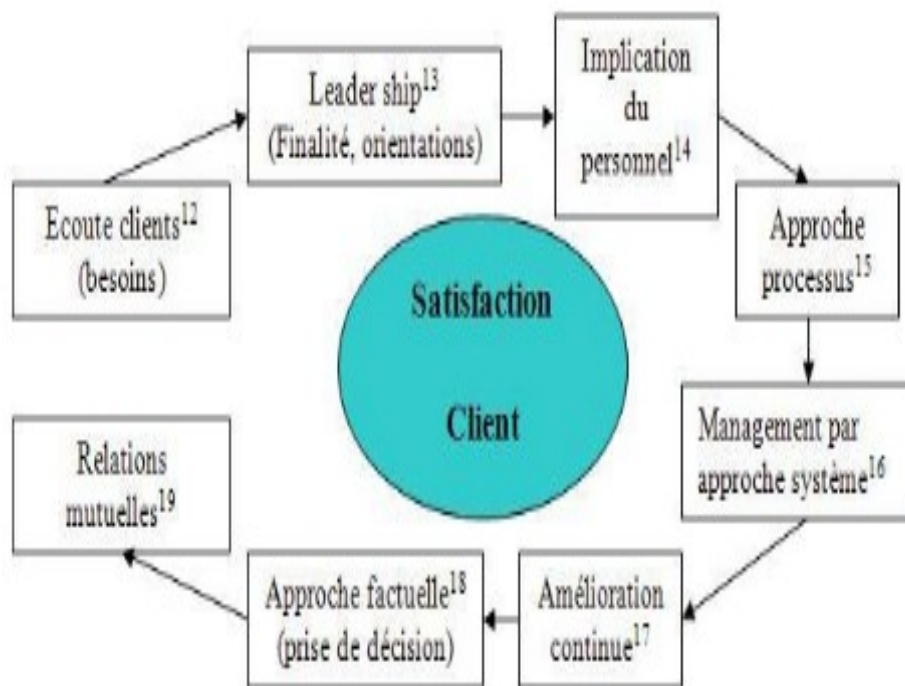 Ecoute clients¹²
(besoins)
Leader ship¹³
(Finalité, orientations)
Implication
du
personnel¹⁴
Approche
processus¹⁵
Management par
approche système¹⁶
Amélioration
continue¹⁷
Approche factuelle¹⁸
(prise de décision)
Relations
mutuelles¹⁹
Satisfaction
Client